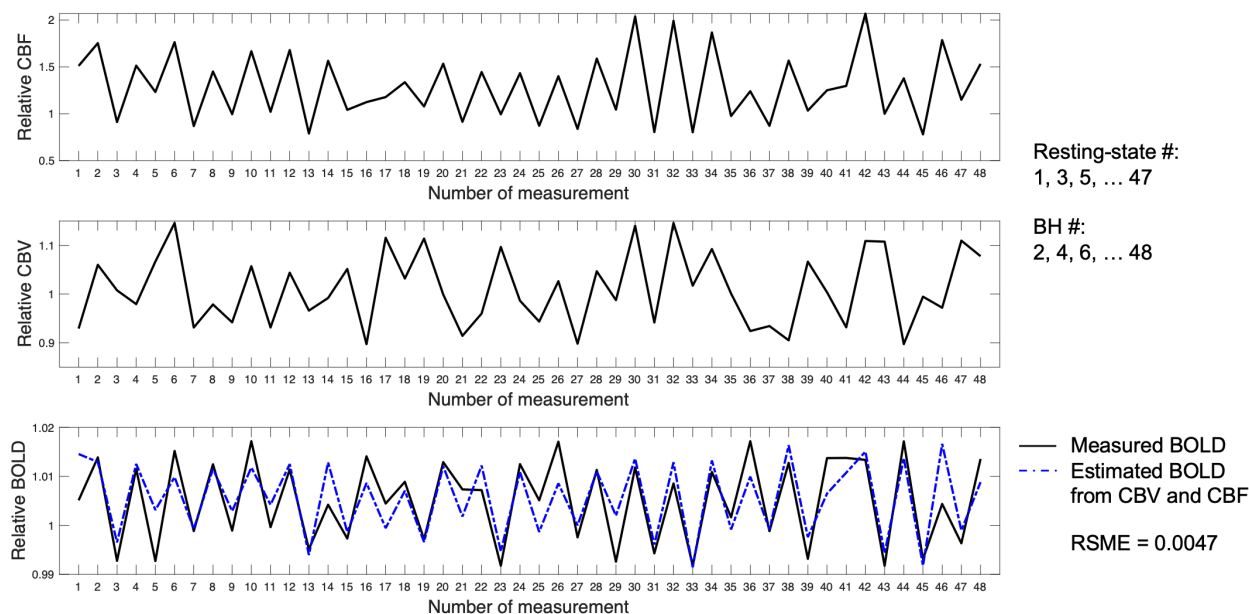 2
1.5
1
0.5
Relative CBF
1 2 3 4 5 6 7 8 9 10 11 12 13 14 15 16 17 18 19 20 21 22 23 24 25 26 27 28 29 30 31 32 33 34 35 36 37 38 39 40 41 42 43 44 45 46 47 48
Number of measurement
Resting-state #:
1, 3, 5, ... 47
BH #:
2, 4, 6, ... 48
1.1
1
0.9
Relative CBV
1 2 3 4 5 6 7 8 9 10 11 12 13 14 15 16 17 18 19 20 21 22 23 24 25 26 27 28 29 30 31 32 33 34 35 36 37 38 39 40 41 42 43 44 45 46 47 48
Number of measurement
1.02
1.01
1
0.99
Relative BOLD
1 2 3 4 5 6 7 8 9 10 11 12 13 14 15 16 17 18 19 20 21 22 23 24 25 26 27 28 29 30 31 32 33 34 35 36 37 38 39 40 41 42 43 44 45 46 47 48
Number of measurement
Measured BOLD
Estimated BOLD
from CBV and CBF
RSME = 0.0047